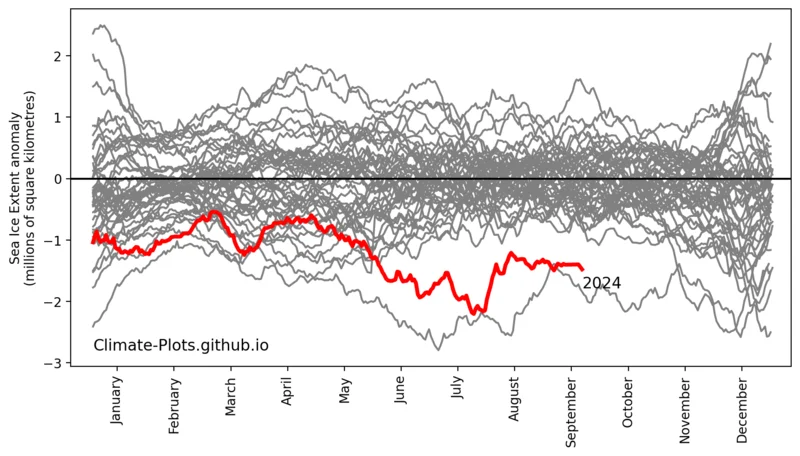 Sea Ice Extent anomaly
(millions of square kilometres)
2
1
0
−1
−2
−3
2024
Climate-Plots.github.io
January
February
March
April
May
June
July
August
September
October
November
December